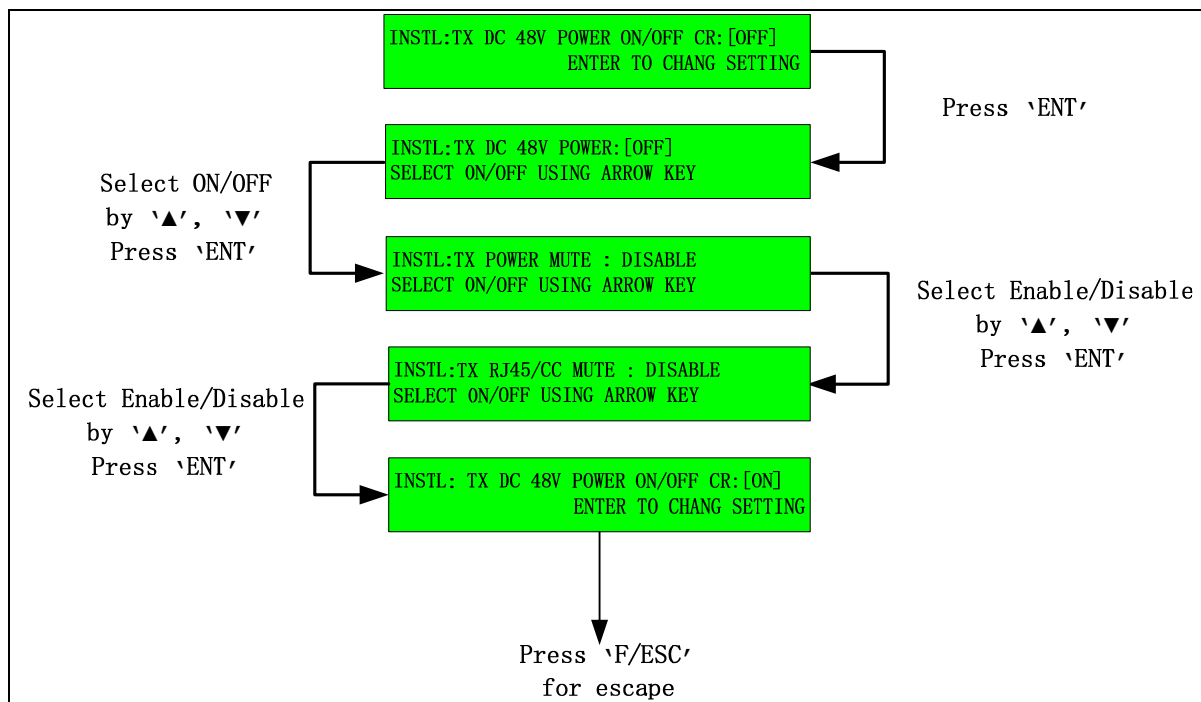 INSTL:TX DC 48V POWER ON/OFF CR:[OFF]
ENTER TO CHANG SETTING
Press ‵ENT′
INSTL:TX DC 48V POWER:[OFF]
SELECT ON/OFF USING ARROW KEY
Select ON/OFF
by ‵▲′, ‵▼′
Press ‵ENT′
INSTL:TX POWER MUTE : DISABLE
SELECT ON/OFF USING ARROW KEY
Select Enable/Disable
by ‵▲′, ‵▼′
Press ‵ENT′
INSTL:TX RJ45/CC MUTE : DISABLE
SELECT ON/OFF USING ARROW KEY
Select Enable/Disable
by ‵▲′, ‵▼′
Press ‵ENT′
INSTL: TX DC 48V POWER ON/OFF CR:[ON]
ENTER TO CHANG SETTING
Press ‵F/ESC′
for escape